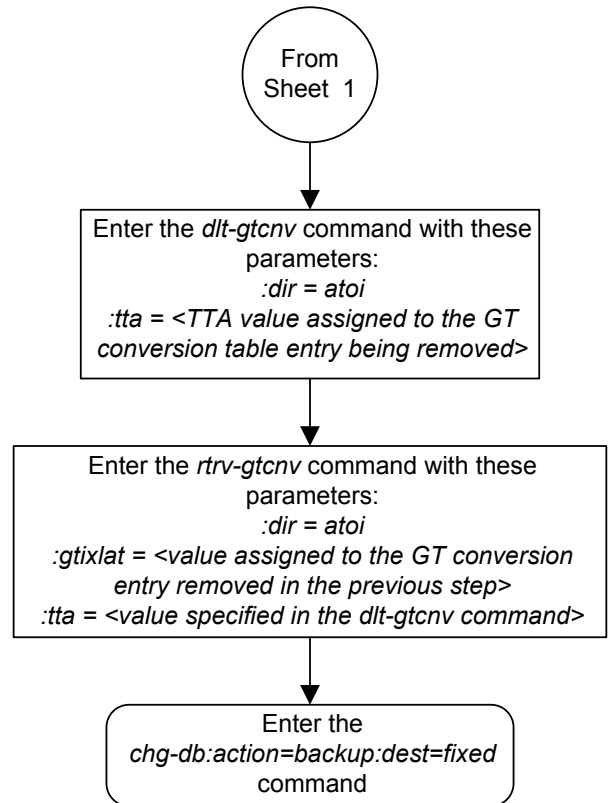 From
Sheet 1
Enter the dlt-gtcnv command with these
parameters:
:dir = atoi
:tta = <TTA value assigned to the GT
conversion table entry being removed>
Enter the rtrv-gtcnv command with these
parameters:
:dir = atoi
:gtixlat = <value assigned to the GT conversion
entry removed in the previous step>
:tta = <value specified in the dlt-gtcnv command>
Enter the
chg-db:action=backup:dest=fixed
command